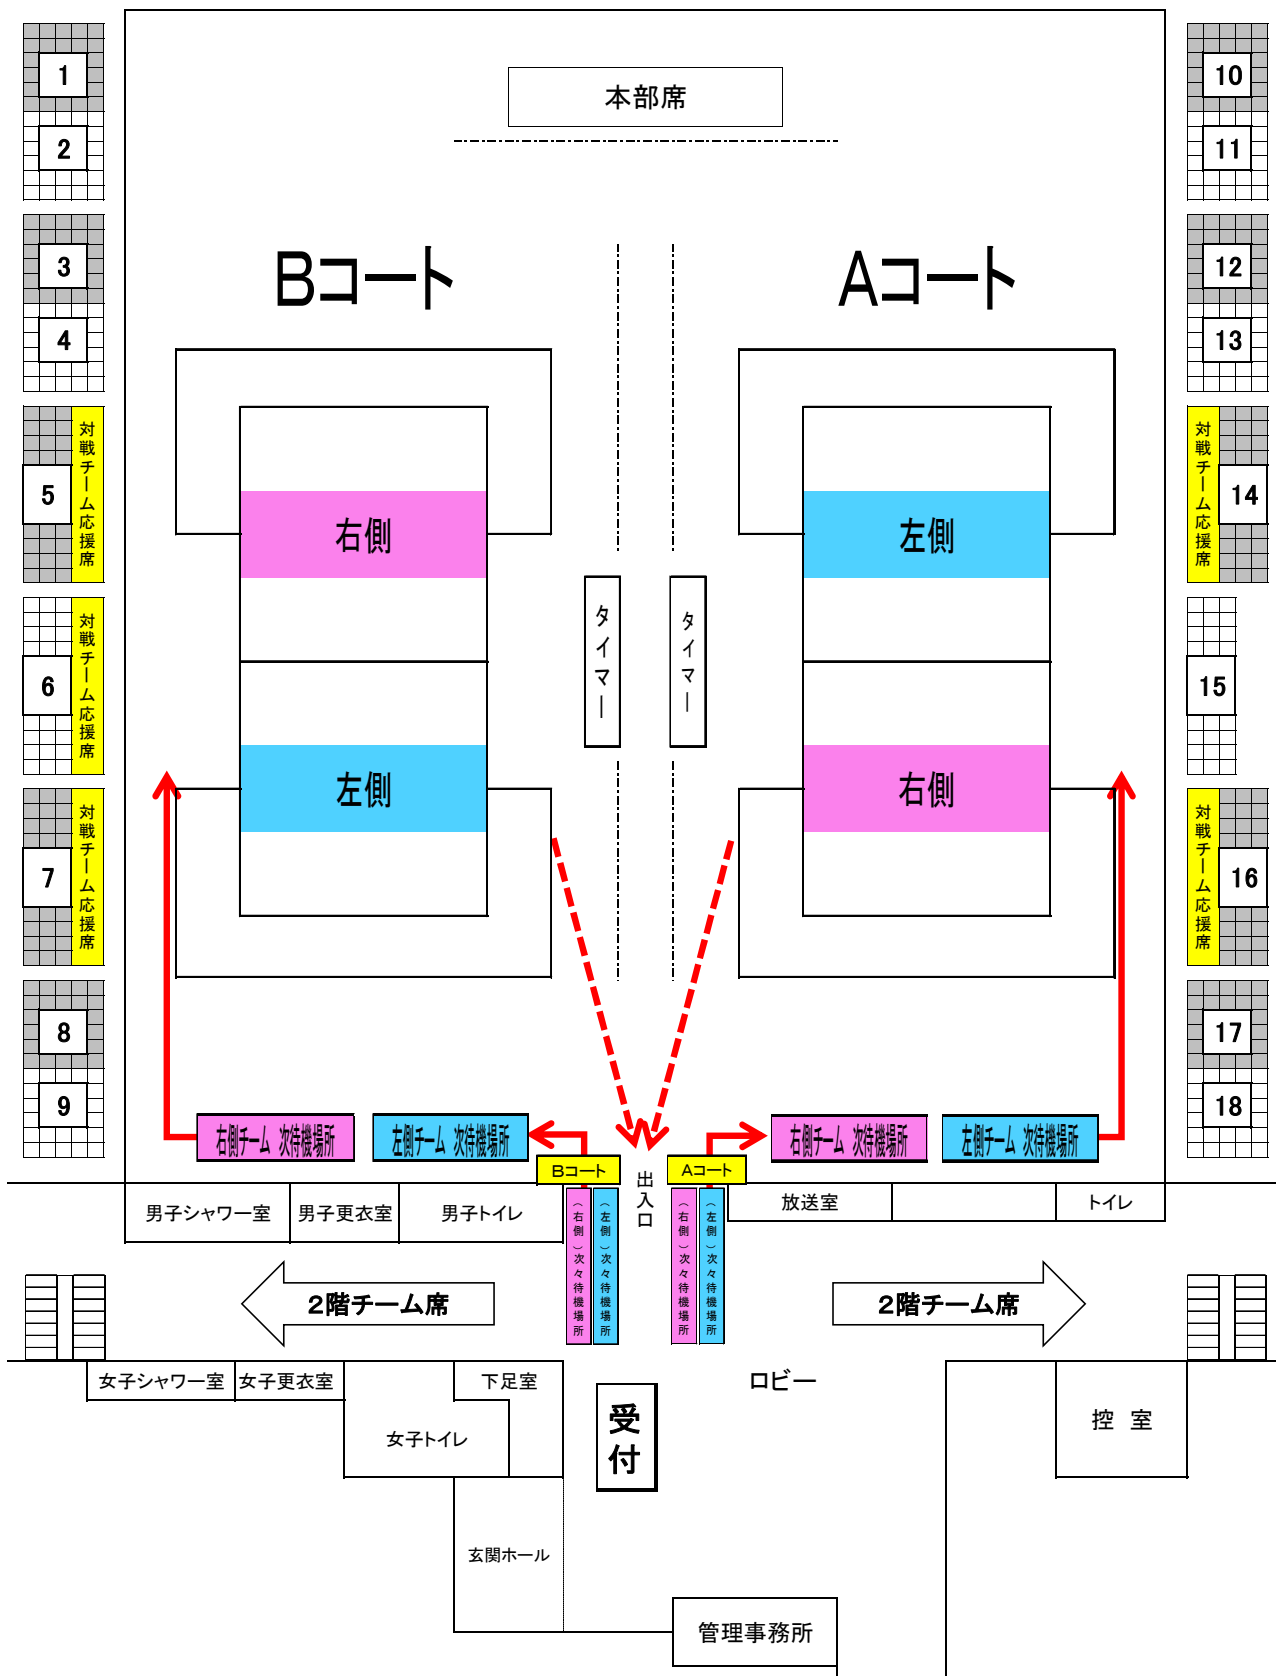 本部席
1
2
3
4
5
対戦チーム応援席
6
対戦チーム応援席
7
対戦チーム応援席
8
9
10
11
12
13
対戦チーム応援席
14
15
対戦チーム応援席
16
17
18
Bコート
Aコート
右側
左側
タイマー
タイマー
左側
右側
右側チーム 次待機場所
左側チーム 次待機場所
右側チーム 次待機場所
左側チーム 次待機場所
Bコート
出入口
Aコート
男子シャワー室
男子更衣室
男子トイレ
(右側)次々待機場所
(左側)次々待機場所
(右側)次々待機場所
(左側)次々待機場所
放送室
トイレ
2階チーム席
2階チーム席
女子シャワー室
女子更衣室
下足室
女子トイレ
受付
ロビー
控 室
玄関ホール
管理事務所